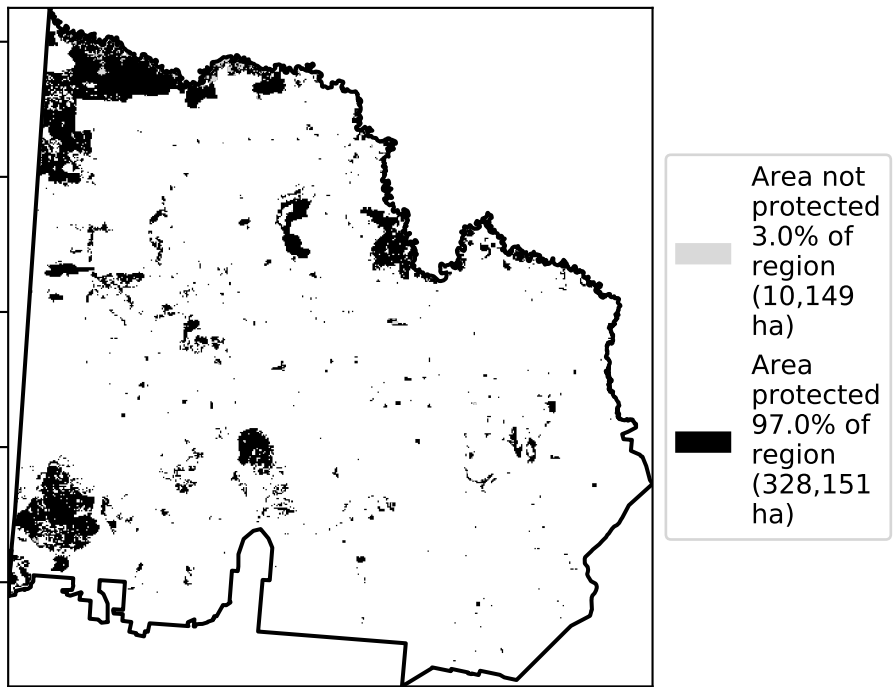 Area not
protected
3.0% of
region
(10,149
ha)
Area
protected
97.0% of
region
(328,151
ha)